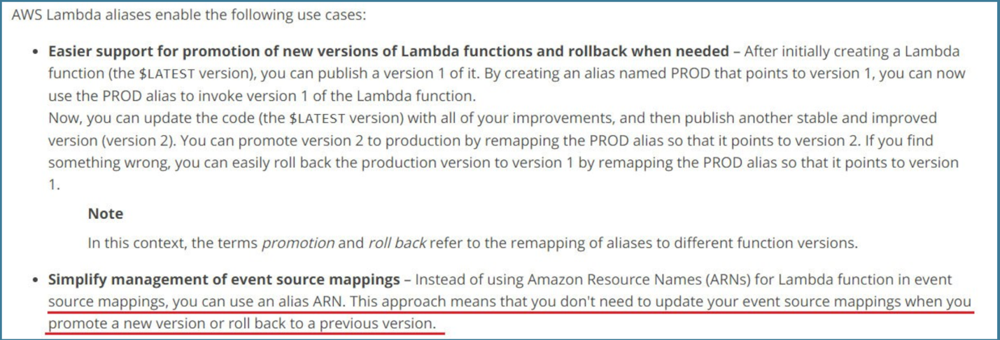 AWS Lambda aliases enable the following use cases:
• Easier support for promotion of new versions of Lambda functions and rollback when needed – After initially creating a Lambda
function (the $LATEST version), you can publish a version 1 of it. By creating an alias named PROD that points to version 1, you can now
use the PROD alias to invoke version 1 of the Lambda function.
Now, you can update the code (the $LATEST version) with all of your improvements, and then publish another stable and improved
version (version 2). You can promote version 2 to production by remapping the PROD alias so that it points to version 2. If you find
something wrong, you can easily roll back the production version to version 1 by remapping the PROD alias so that it points to version
1.
Note
In this context, the terms promotion and roll back refer to the remapping of aliases to different function versions.
• Simplify management of event source mappings – Instead of using Amazon Resource Names (ARNs) for Lambda function in event
source mappings, you can use an alias ARN. This approach means that you don't need to update your event source mappings when you
promote a new version or roll back to a previous version.